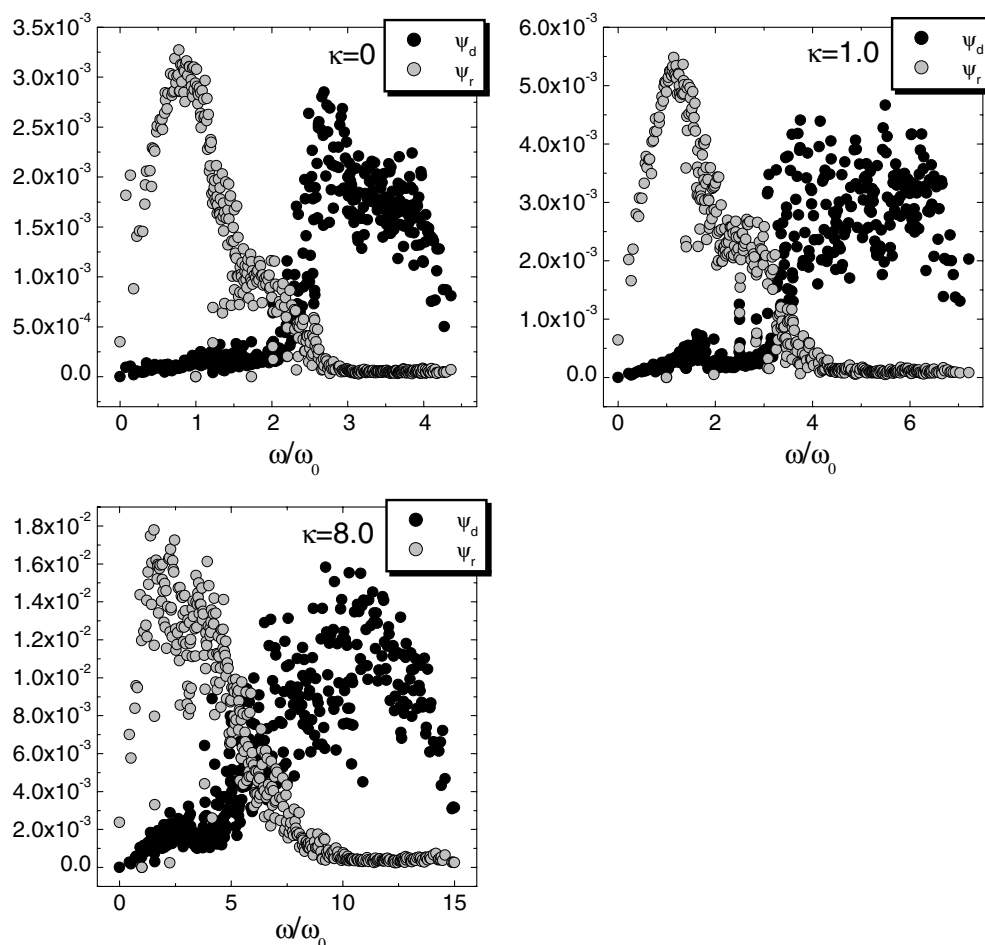 3.5x10⁻³
3.0x10⁻³
2.5x10⁻³
2.0x10⁻³
1.5x10⁻³
1.0x10⁻³
5.0x10⁻⁴
0.0
κ=0
ψd
ψr
0 1 2 3 4
ω/ω₀
6.0x10⁻³
5.0x10⁻³
4.0x10⁻³
3.0x10⁻³
2.0x10⁻³
1.0x10⁻³
0.0
κ=1.0
ψd
ψr
0 2 4 6
ω/ω₀
1.8x10⁻²
1.6x10⁻²
1.4x10⁻²
1.2x10⁻²
1.0x10⁻²
8.0x10⁻³
6.0x10⁻³
4.0x10⁻³
2.0x10⁻³
0.0
κ=8.0
ψd
ψr
0 5 10 15
ω/ω₀